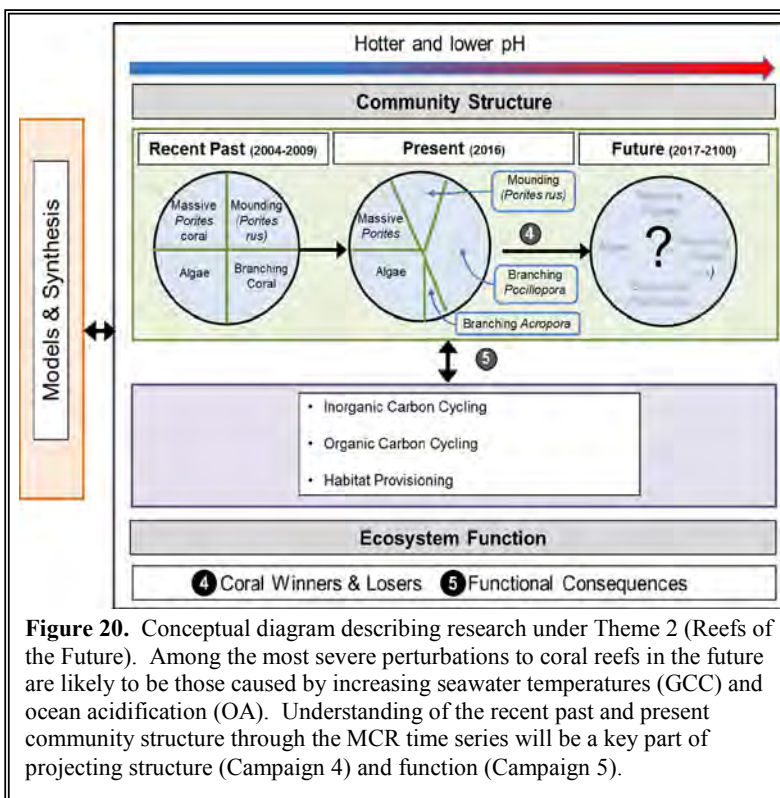 Hotter and lower pH
Community Structure
Models & Synthesis
Recent Past (2004-2009)
Present (2016)
Future (2017-2100)
Massive
Porites
coral
Mounding
(Porites
rus)
Algae
Branching
Coral
Massive
Porites
Algae
Mounding
(Porites rus)
4
Branching
Pocillopora
Branching Acropora
?
5
• Inorganic Carbon Cycling
• Organic Carbon Cycling
• Habitat Provisioning
Ecosystem Function
4 Coral Winners & Losers 5 Functional Consequences
Figure 20. Conceptual diagram describing research under Theme 2 (Reefs of
the Future). Among the most severe perturbations to coral reefs in the future
are likely to be those caused by increasing seawater temperatures (GCC) and
ocean acidification (OA). Understanding of the recent past and present
community structure through the MCR time series will be a key part of
projecting structure (Campaign 4) and function (Campaign 5).